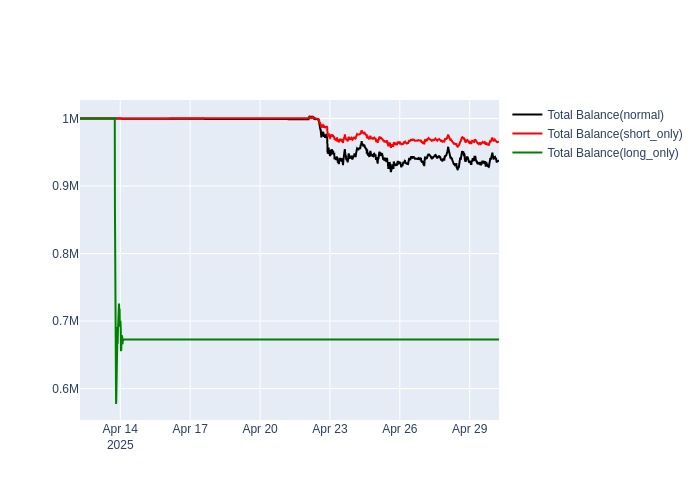 1M
0.9M
0.8M
0.7M
0.6M
Apr 14
2025
Apr 17
Apr 20
Apr 23
Apr 26
Apr 29
Total Balance(normal)
Total Balance(short_only)
Total Balance(long_only)